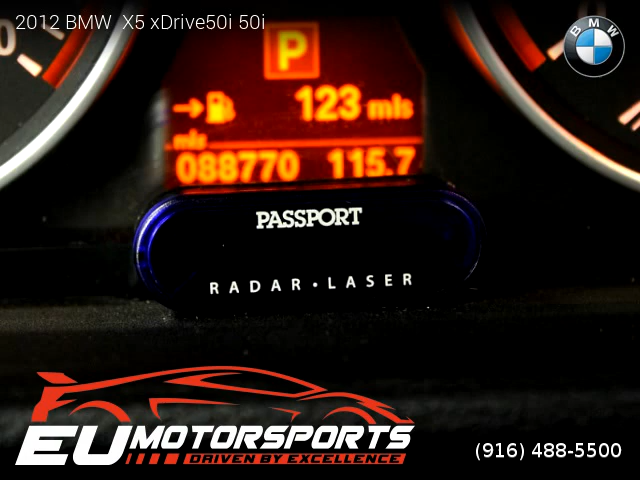 2012 BMW  X5 xDrive50i 50i
BMW
P
→ 123 mls
mls
088770 115.7
PASSPORT
RADAR • LASER
EU MOTORSPORTS
DRIVEN BY EXCELLENCE
(916) 488-5500